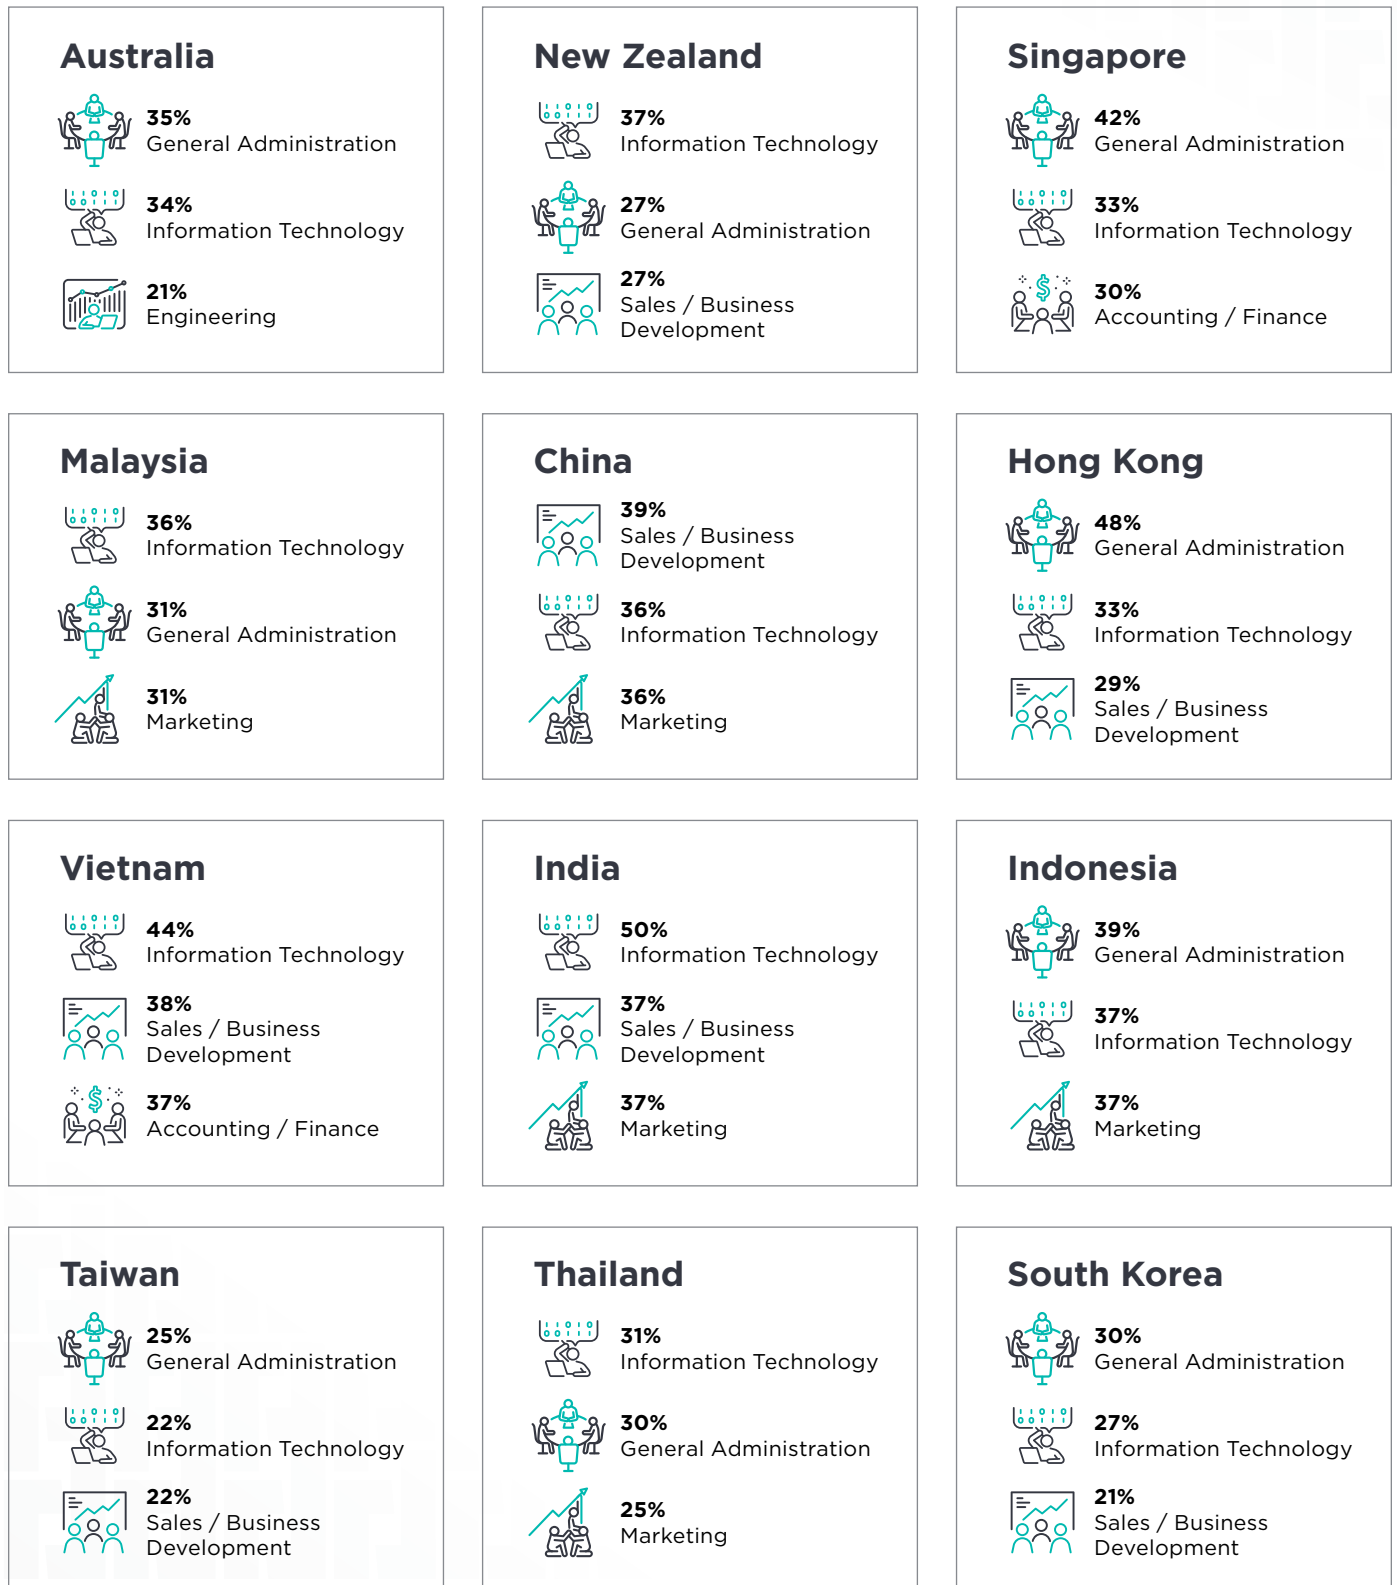 Australia
35%
General Administration
34%
Information Technology
21%
Engineering
New Zealand
37%
Information Technology
27%
General Administration
27%
Sales / Business
Development
Singapore
42%
General Administration
33%
Information Technology
30%
Accounting / Finance
Malaysia
36%
Information Technology
31%
General Administration
31%
Marketing
China
39%
Sales / Business
Development
36%
Information Technology
36%
Marketing
Hong Kong
48%
General Administration
33%
Information Technology
29%
Sales / Business
Development
Vietnam
44%
Information Technology
38%
Sales / Business
Development
37%
Accounting / Finance
India
50%
Information Technology
37%
Sales / Business
Development
37%
Marketing
Indonesia
39%
General Administration
37%
Information Technology
37%
Marketing
Taiwan
25%
General Administration
22%
Information Technology
22%
Sales / Business
Development
Thailand
31%
Information Technology
30%
General Administration
25%
Marketing
South Korea
30%
General Administration
27%
Information Technology
21%
Sales / Business
Development